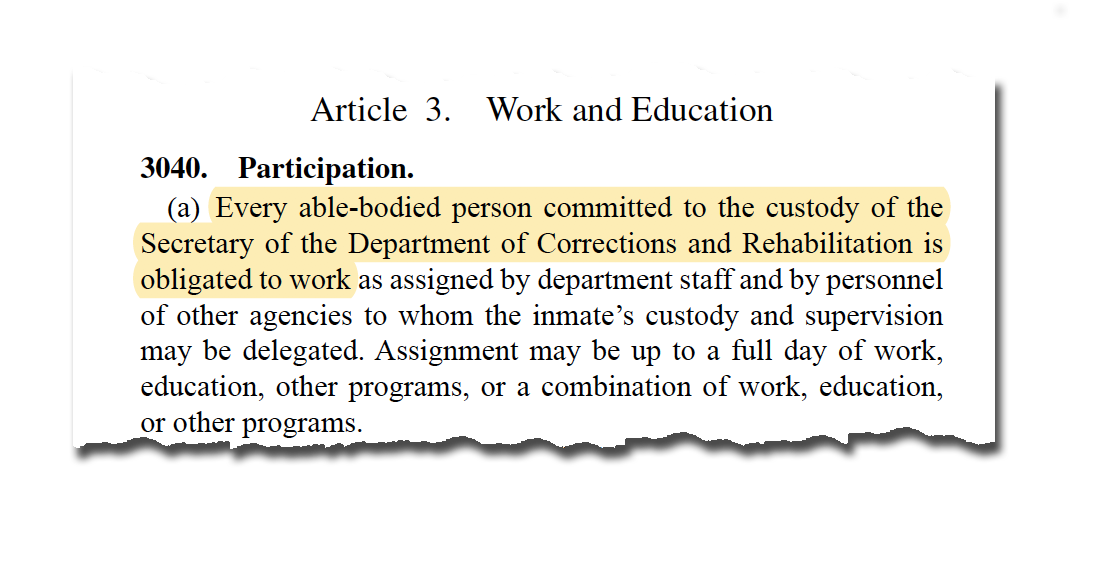 Article 3. Work and Education
3040. Participation.
(a) Every able-bodied person committed to the custody of the
Secretary of the Department of Corrections and Rehabilitation is
obligated to work as assigned by department staff and by personnel
of other agencies to whom the inmate’s custody and supervision
may be delegated. Assignment may be up to a full day of work,
education, other programs, or a combination of work, education,
or other programs.